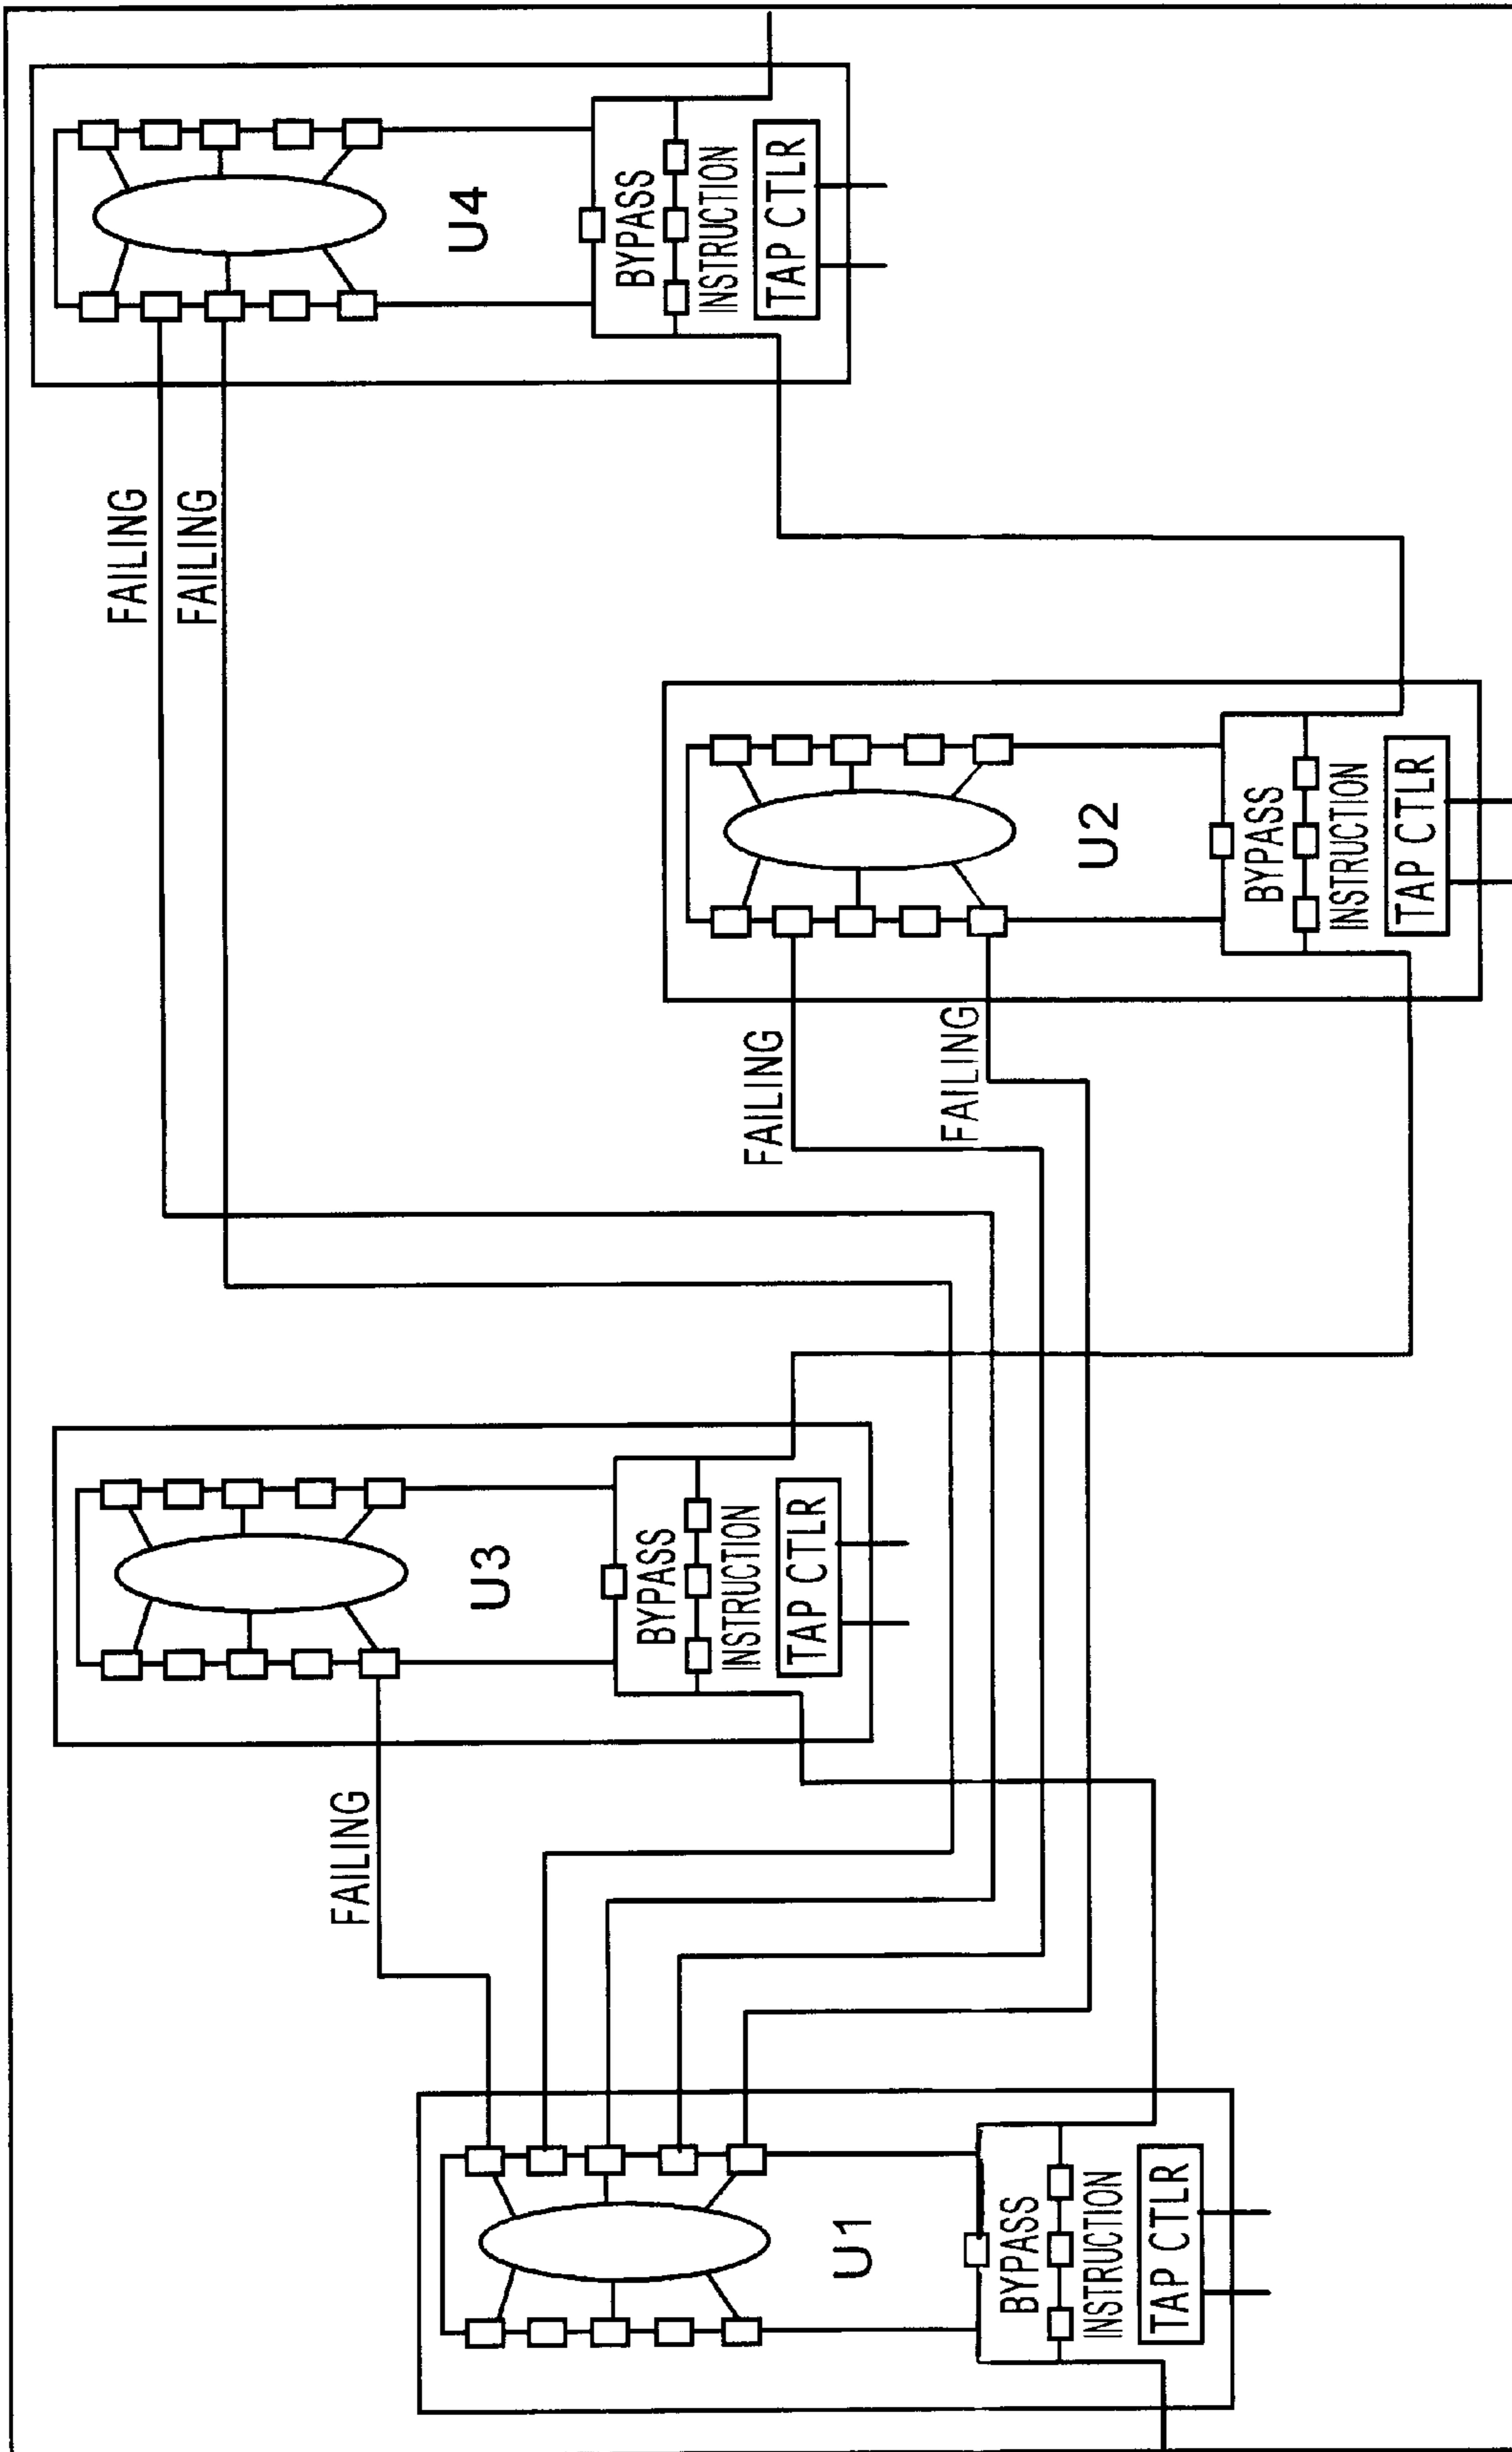 FAILING
FAILING
U4
BYPASS
INSTRUCTION
TAP CTLR
FAILING
FAILING
U2
BYPASS
INSTRUCTION
TAP CTLR
U3
BYPASS
INSTRUCTION
TAP CTLR
FAILING
U1
BYPASS
INSTRUCTION
TAP CTLR